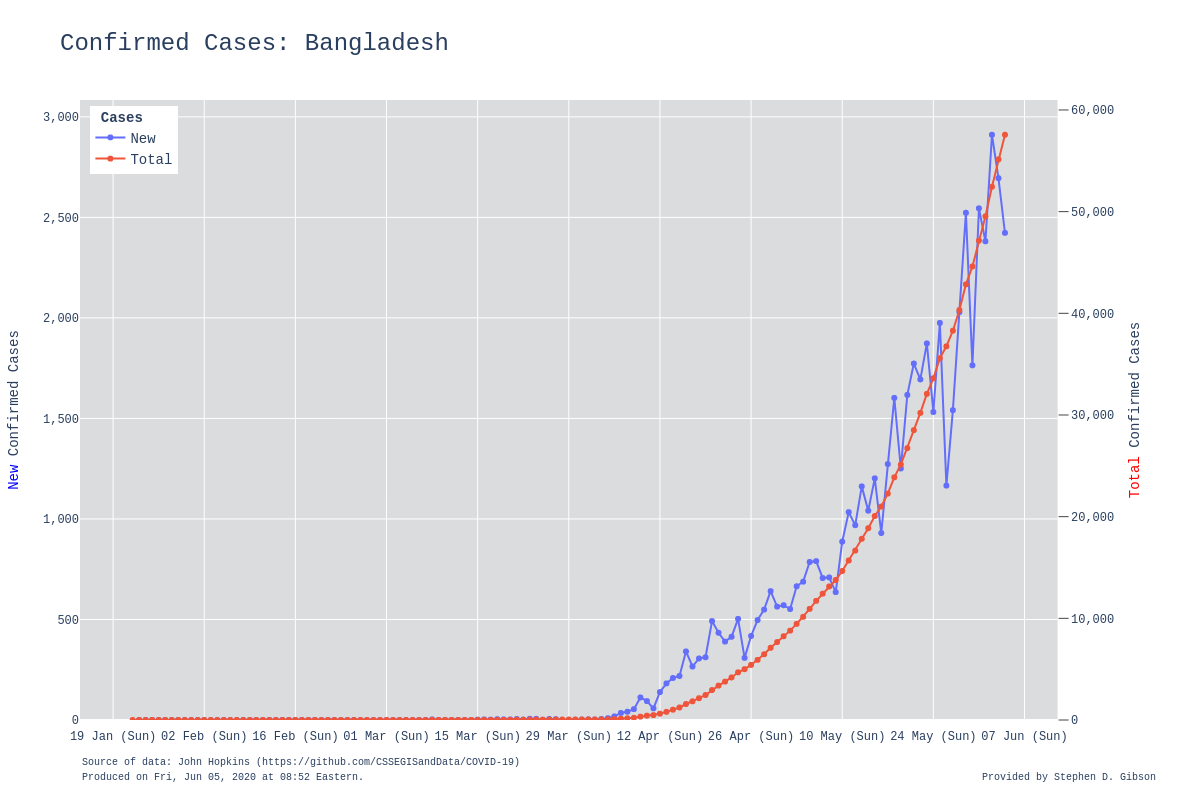 Confirmed Cases: Bangladesh
Cases
New
Total
3,000
2,500
2,000
1,500
1,000
500
0
60,000
50,000
40,000
30,000
20,000
10,000
0
New Confirmed Cases
Total Confirmed Cases
19 Jan (Sun) 02 Feb (Sun) 16 Feb (Sun) 01 Mar (Sun) 15 Mar (Sun) 29 Mar (Sun) 12 Apr (Sun) 26 Apr (Sun) 10 May (Sun) 24 May (Sun) 07 Jun (Sun)
Source of data: John Hopkins (https://github.com/CSSEGISandData/COVID-19)
Produced on Fri, Jun 05, 2020 at 08:52 Eastern.
Provided by Stephen D. Gibson